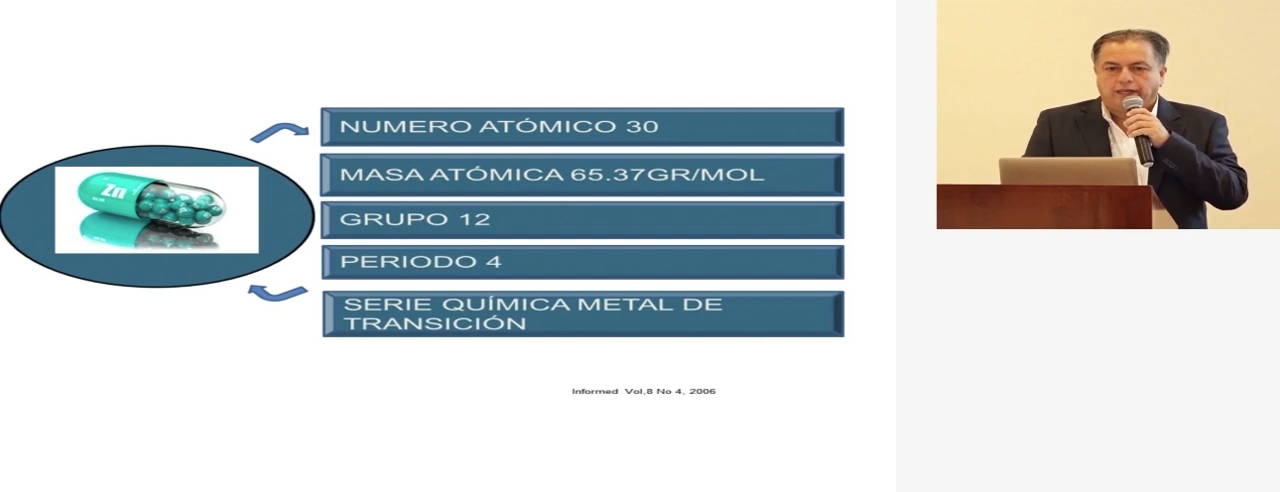 Zn
NUMERO ATÓMICO 30
MASA ATÓMICA 65.37GR/MOL
GRUPO 12
PERIODO 4
SERIE QUÍMICA METAL DE
TRANSICIÓN
Informed Vol,8 No 4, 2006